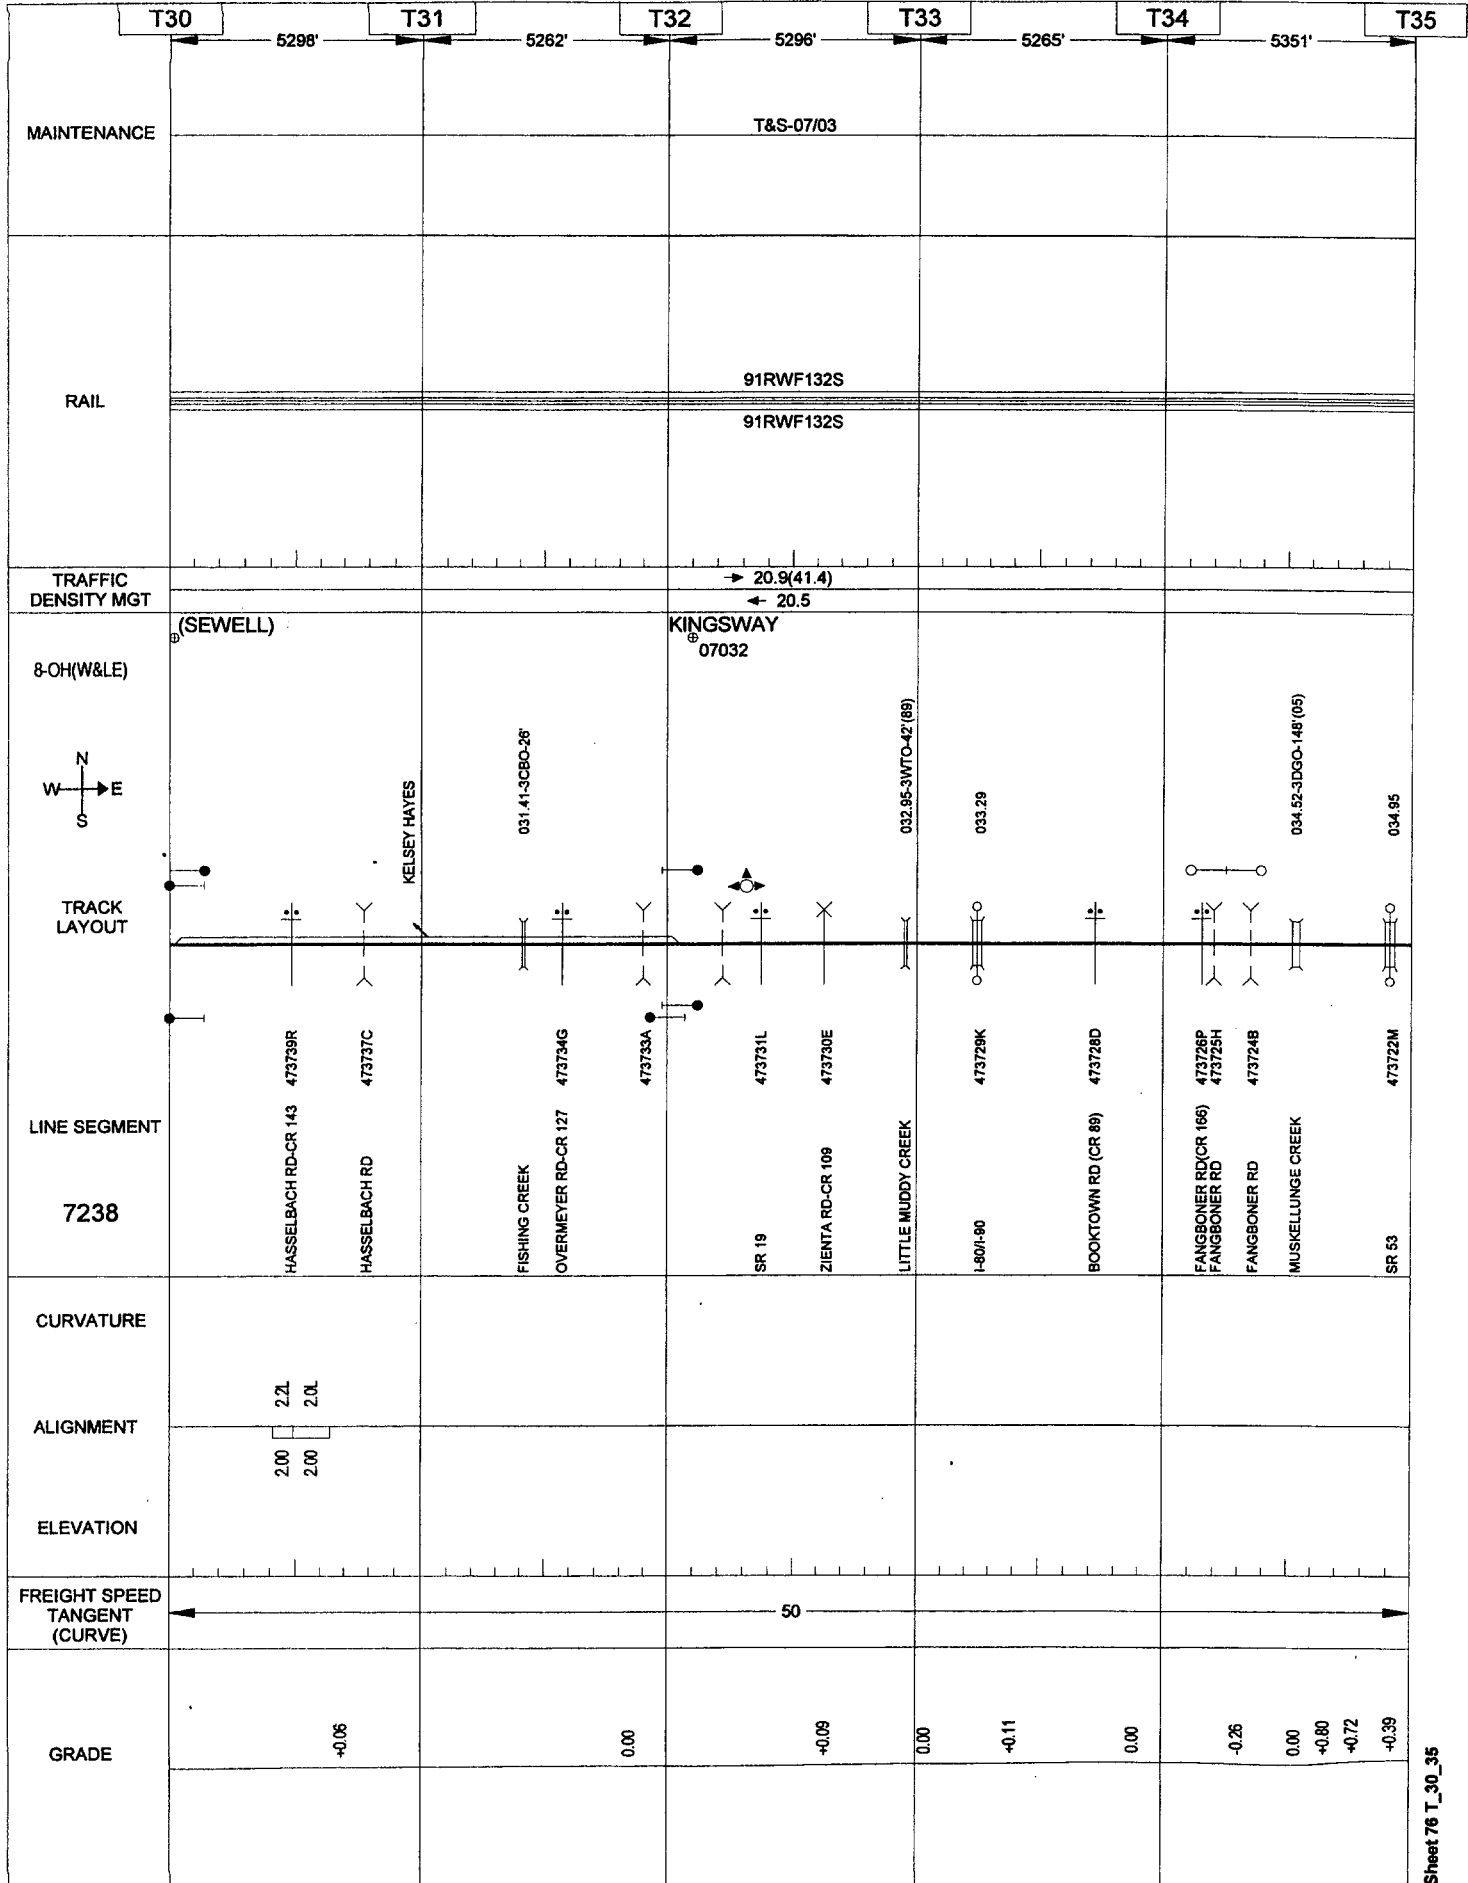 T30 T31 T32 T33 T34 T35
5298' 5262' 5296' 5265' 5351'
MAINTENANCE
T&S-07/03
RAIL
91RWF132S
91RWF132S
TRAFFIC
DENSITY MGT
20.9(41.4)
20.5
(SEWELL)
KINGSWAY
07032
8-OH(W&LE)
N
W E
S
KELSEY HAYES
031.41-3CBO-26'
032.95-3WTO-42'(89)
033.29
034.52-3DGO-148'(05)
034.95
TRACK
LAYOUT
473739R
473737C
473734G
473733A
473731L
473730E
473729K
473728D
473726P
473725H
473724B
473722M
LINE SEGMENT
7238
HASSELBACH RD-CR 143
HASSELBACH RD
FISHING CREEK
OVERMEYER RD-CR 127
SR 19
ZIENTA RD-CR 109
LITTLE MUDDY CREEK
I-80/I-90
BOOKTOWN RD (CR 89)
FANGBONER RD(CR 166)
FANGBONER RD
FANGBONER RD
MUSKELLUNGE CREEK
SR 53
CURVATURE
2.2L
2.0L
ALIGNMENT
2.00
2.00
ELEVATION
FREIGHT SPEED
TANGENT
(CURVE)
50
GRADE
+0.06
0.00
+0.09
0.00
+0.11
0.00
-0.26
0.00
+0.80
+0.72
+0.39
Sheet 76 T_30_35